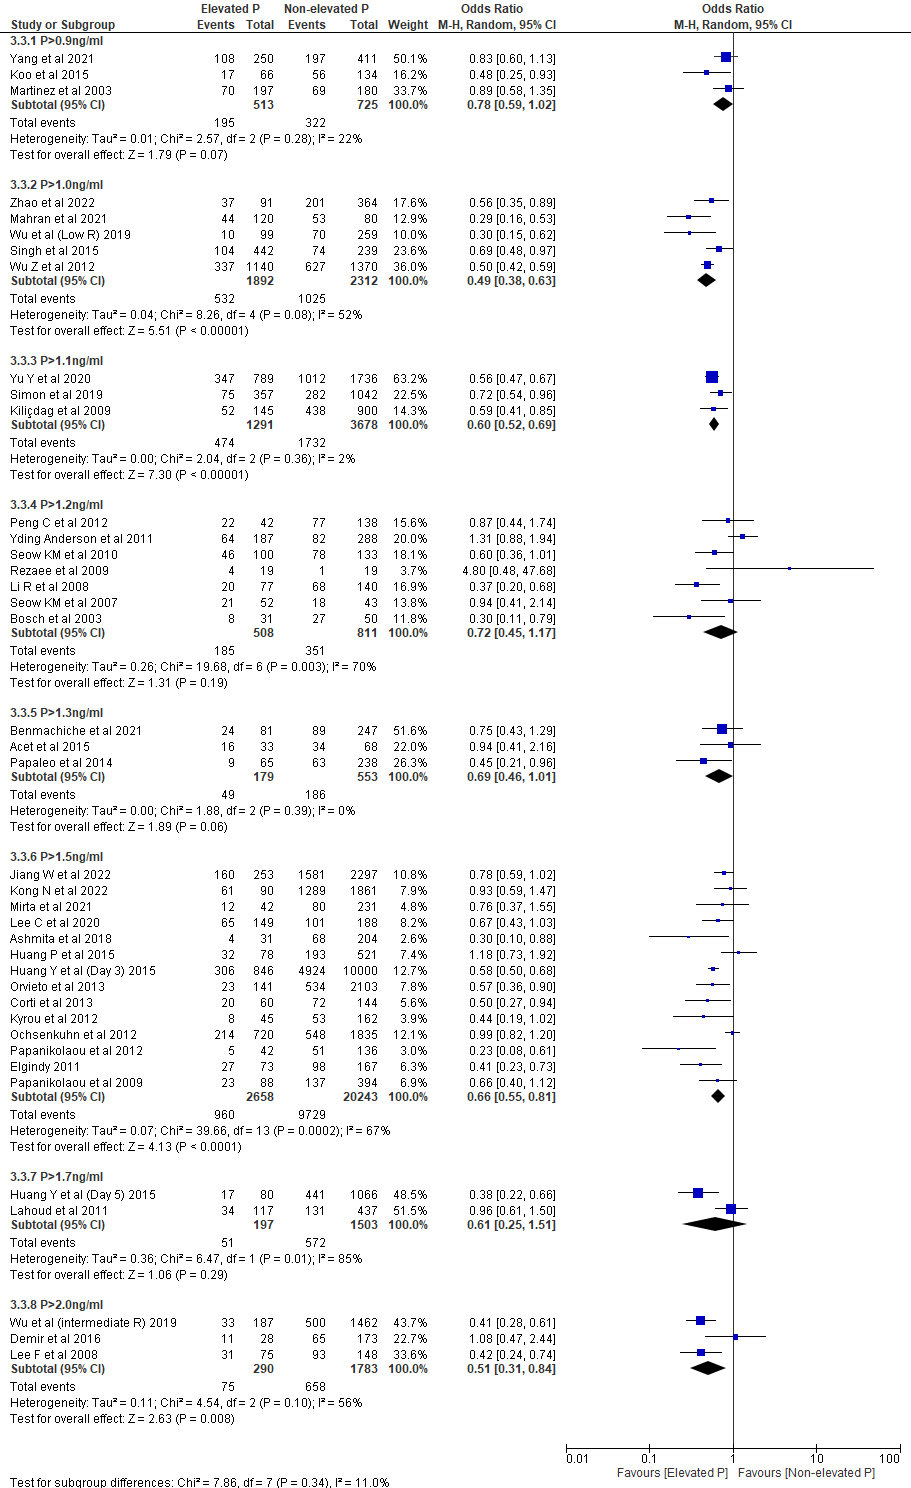 Elevated P Non-elevated P Odds Ratio Odds Ratio
Study or Subgroup Events Total Events Total Weight M-H, Random, 95% CI M-H, Random, 95% CI
3.3.1 P>0.9ng/ml
Yang et al 2021 108 250 197 411 50.1% 0.83 [0.60, 1.13]
Koo et al 2015 17 66 56 134 16.2% 0.48 [0.25, 0.93]
Martinez et al 2003 70 197 69 180 33.7% 0.89 [0.58, 1.35]
Subtotal (95% CI) 513 725 100.0% 0.78 [0.59, 1.02]
Total events 195 322
Heterogeneity: Tau² = 0.01; Chi² = 2.57, df = 2 (P = 0.28); I² = 22%
Test for overall effect: Z = 1.79 (P = 0.07)
3.3.2 P>1.0ng/ml
Zhao et al 2022 37 91 201 364 17.6% 0.56 [0.35, 0.89]
Mahran et al 2021 44 120 53 80 12.9% 0.29 [0.16, 0.53]
Wu et al (Low R) 2019 10 99 70 259 10.0% 0.30 [0.15, 0.62]
Singh et al 2015 104 442 74 239 23.6% 0.69 [0.48, 0.97]
Wu Z et al 2012 337 1140 627 1370 36.0% 0.50 [0.42, 0.59]
Subtotal (95% CI) 1892 2312 100.0% 0.49 [0.38, 0.63]
Total events 532 1025
Heterogeneity: Tau² = 0.04; Chi² = 8.26, df = 4 (P = 0.08); I² = 52%
Test for overall effect: Z = 5.51 (P < 0.00001)
3.3.3 P>1.1ng/ml
Yu Y et al 2020 347 789 1012 1736 63.2% 0.56 [0.47, 0.67]
Simon et al 2019 75 357 282 1042 22.5% 0.72 [0.54, 0.96]
Kiliçdag et al 2009 52 145 438 900 14.3% 0.59 [0.41, 0.85]
Subtotal (95% CI) 1291 3678 100.0% 0.60 [0.52, 0.69]
Total events 474 1732
Heterogeneity: Tau² = 0.00; Chi² = 2.04, df = 2 (P = 0.36); I² = 2%
Test for overall effect: Z = 7.30 (P < 0.00001)
3.3.4 P>1.2ng/ml
Peng C et al 2012 22 42 77 138 15.6% 0.87 [0.44, 1.74]
Yding Anderson et al 2011 64 187 82 288 20.0% 1.31 [0.88, 1.94]
Seow KM et al 2010 46 100 78 133 18.1% 0.60 [0.36, 1.01]
Rezaee et al 2009 4 19 1 19 3.7% 4.80 [0.48, 47.68]
Li R et al 2008 20 77 68 140 16.9% 0.37 [0.20, 0.68]
Seow KM et al 2007 21 52 18 43 13.8% 0.94 [0.41, 2.14]
Bosch et al 2003 8 31 27 50 11.8% 0.30 [0.11, 0.79]
Subtotal (95% CI) 508 811 100.0% 0.72 [0.45, 1.17]
Total events 185 351
Heterogeneity: Tau² = 0.26; Chi² = 19.68, df = 6 (P = 0.003); I² = 70%
Test for overall effect: Z = 1.31 (P = 0.19)
3.3.5 P>1.3ng/ml
Benmachiche et al 2021 24 81 89 247 51.6% 0.75 [0.43, 1.29]
Acet et al 2015 16 33 34 68 22.0% 0.94 [0.41, 2.16]
Papaleo et al 2014 9 65 63 238 26.3% 0.45 [0.21, 0.96]
Subtotal (95% CI) 179 553 100.0% 0.69 [0.46, 1.01]
Total events 49 186
Heterogeneity: Tau² = 0.00; Chi² = 1.88, df = 2 (P = 0.39); I² = 0%
Test for overall effect: Z = 1.89 (P = 0.06)
3.3.6 P>1.5ng/ml
Jiang W et al 2022 160 253 1581 2297 10.8% 0.78 [0.59, 1.02]
Kong N et al 2022 61 90 1289 1861 7.9% 0.93 [0.59, 1.47]
Mirta et al 2021 12 42 80 231 4.8% 0.76 [0.37, 1.55]
Lee C et al 2020 65 149 101 188 8.2% 0.67 [0.43, 1.03]
Ashmita et al 2018 4 31 68 204 2.6% 0.30 [0.10, 0.88]
Huang P et al 2015 32 78 193 521 7.4% 1.18 [0.73, 1.92]
Huang Y et al (Day 3) 2015 306 846 4924 10000 12.7% 0.58 [0.50, 0.68]
Orvieto et al 2013 23 141 534 2103 7.8% 0.57 [0.36, 0.90]
Corti et al 2013 20 60 72 144 5.6% 0.50 [0.27, 0.94]
Kyrou et al 2012 8 45 53 162 4.0% 0.44 [0.19, 1.02]
Ochsenkuhn et al 2012 214 720 548 1835 12.1% 0.99 [0.82, 1.20]
Papanikolaou et al 2012 5 42 51 136 3.0% 0.23 [0.08, 0.61]
Elgindy 2011 27 73 98 167 6.3% 0.41 [0.23, 0.73]
Papanikolaou et al 2009 23 88 137 394 6.9% 0.66 [0.40, 1.12]
Subtotal (95% CI) 2658 20243 100.0% 0.66 [0.55, 0.81]
Total events 960 9729
Heterogeneity: Tau² = 0.07; Chi² = 39.66, df = 13 (P = 0.0002); I² = 67%
Test for overall effect: Z = 4.13 (P < 0.0001)
3.3.7 P>1.7ng/ml
Huang Y et al (Day 5) 2015 17 80 441 1066 48.5% 0.38 [0.22, 0.66]
Lahoud et al 2011 34 117 131 437 51.5% 0.96 [0.61, 1.50]
Subtotal (95% CI) 197 1503 100.0% 0.61 [0.25, 1.51]
Total events 51 572
Heterogeneity: Tau² = 0.36; Chi² = 6.47, df = 1 (P = 0.01); I² = 85%
Test for overall effect: Z = 1.06 (P = 0.29)
3.3.8 P>2.0ng/ml
Wu et al (intermediate R) 2019 33 187 500 1462 43.7% 0.41 [0.28, 0.61]
Demir et al 2016 11 28 65 173 22.7% 1.08 [0.47, 2.44]
Lee F et al 2008 31 75 93 148 33.6% 0.42 [0.24, 0.74]
Subtotal (95% CI) 290 1783 100.0% 0.51 [0.31, 0.84]
Total events 75 658
Heterogeneity: Tau² = 0.11; Chi² = 4.54, df = 2 (P = 0.10); I² = 56%
Test for overall effect: Z = 2.63 (P = 0.008)
0.01 0.1 1 10 100
Favours [Elevated P] Favours [Non-elevated P]
Test for subgroup differences: Chi² = 7.86, df = 7 (P = 0.34), I² = 11.0%